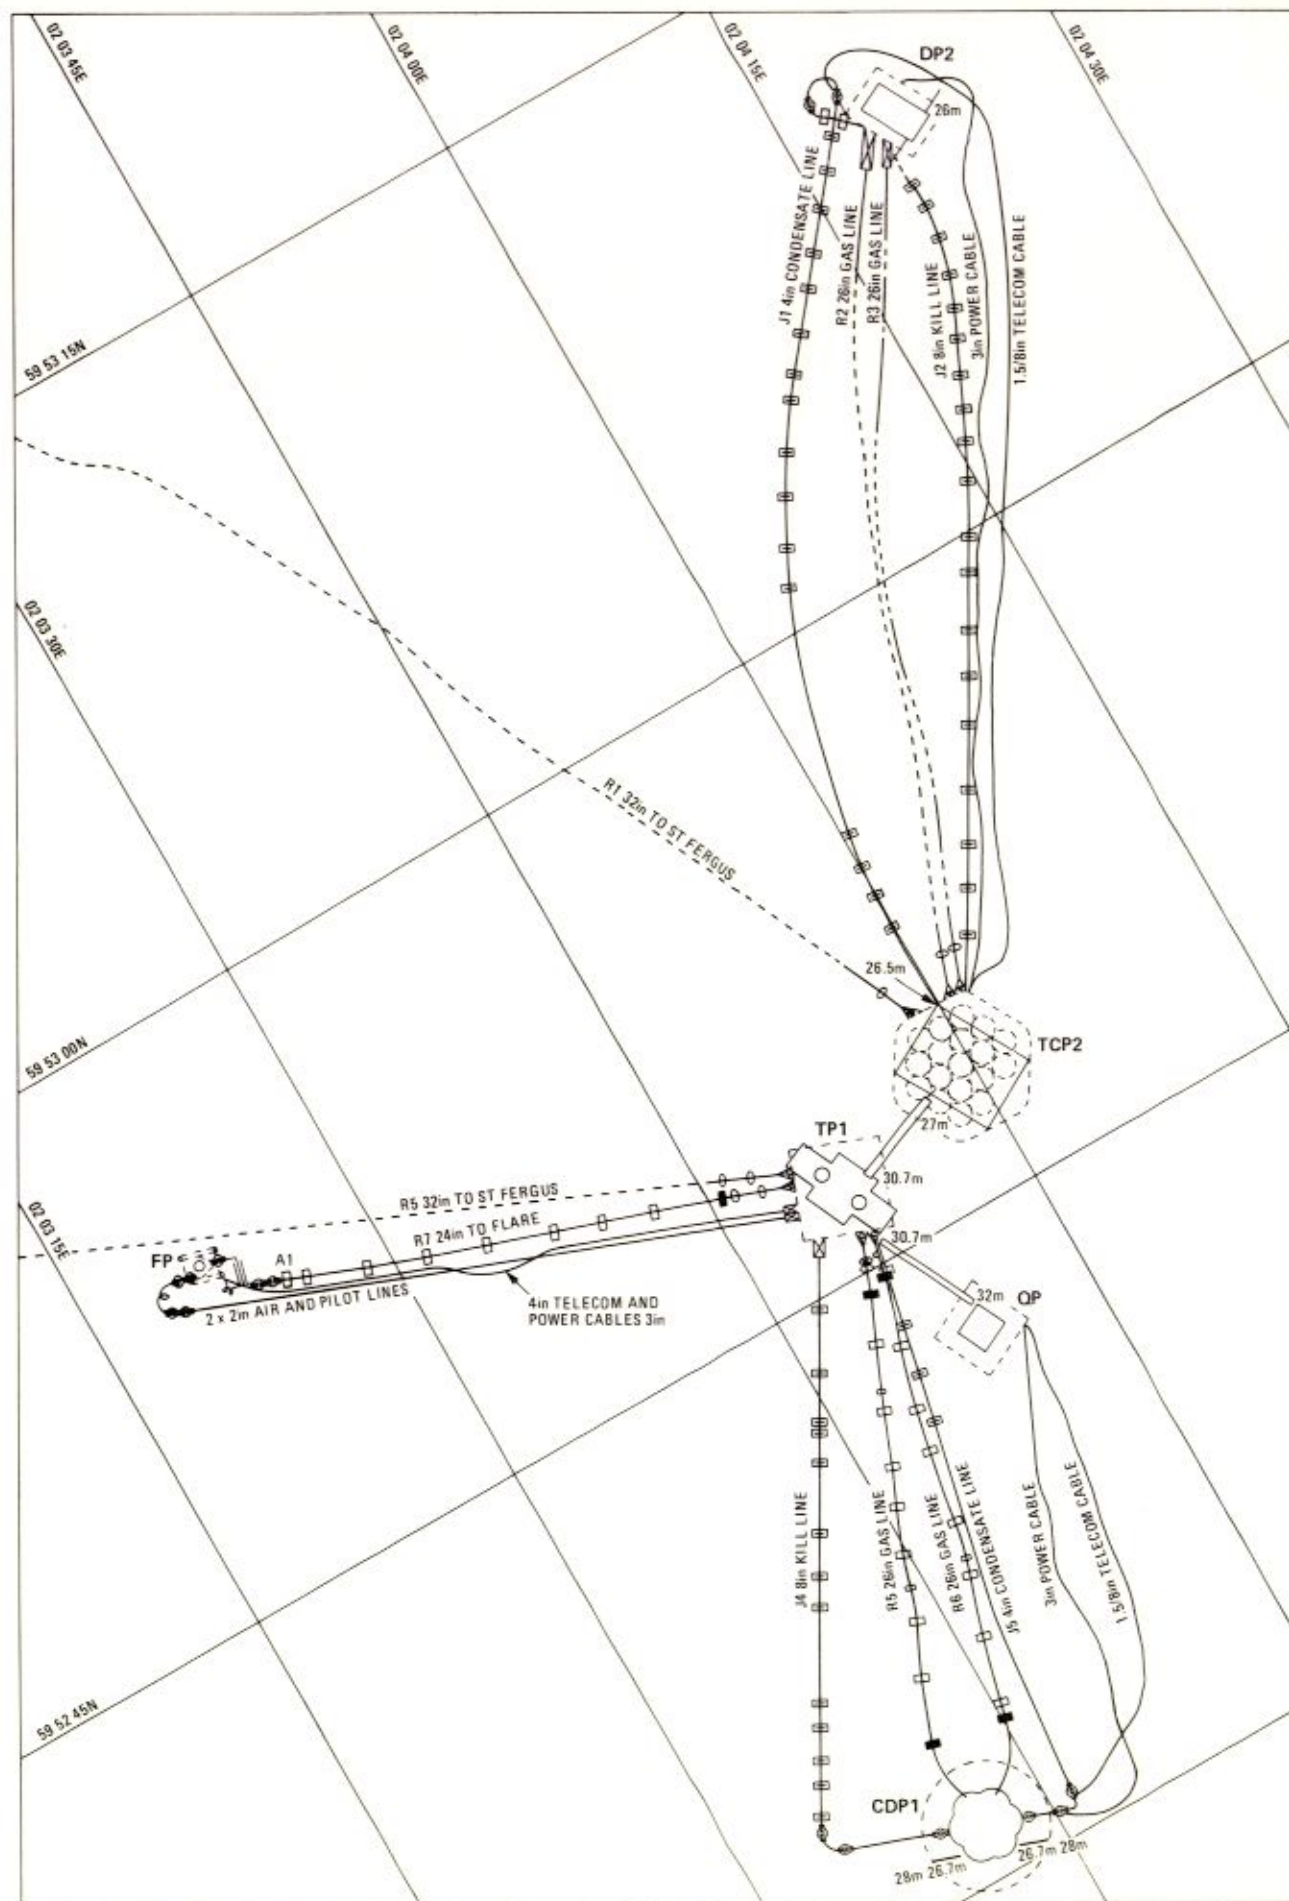 02 03 45E
02 04 00E
02 04 15E
02 04 30E
DP2
26m
J1 4in CONDENSATE LINE
R2 26in GAS LINE
R3 26in GAS LINE
J2 8in KILL LINE
3in POWER CABLE
1.5/8in TELECOM CABLE
59 53 15N
02 03 30E
R1 32in TO ST FERGUS
26.5m
TCP2
59 53 00N
27m
TP1
30.7m
R5 32in TO ST FERGUS
R7 24in TO FLARE
02 03 15E
FP
A1
30.7m
2 x 2in AIR AND PILOT LINES
4in TELECOM AND
POWER CABLES 3in
32m
QP
J4 8in KILL LINE
R5 26in GAS LINE
R6 26in GAS LINE
J5 4in CONDENSATE LINE
3in POWER CABLE
1.5/8in TELECOM CABLE
59 52 45N
CDP1
28m 26.7m
26.7m 28m